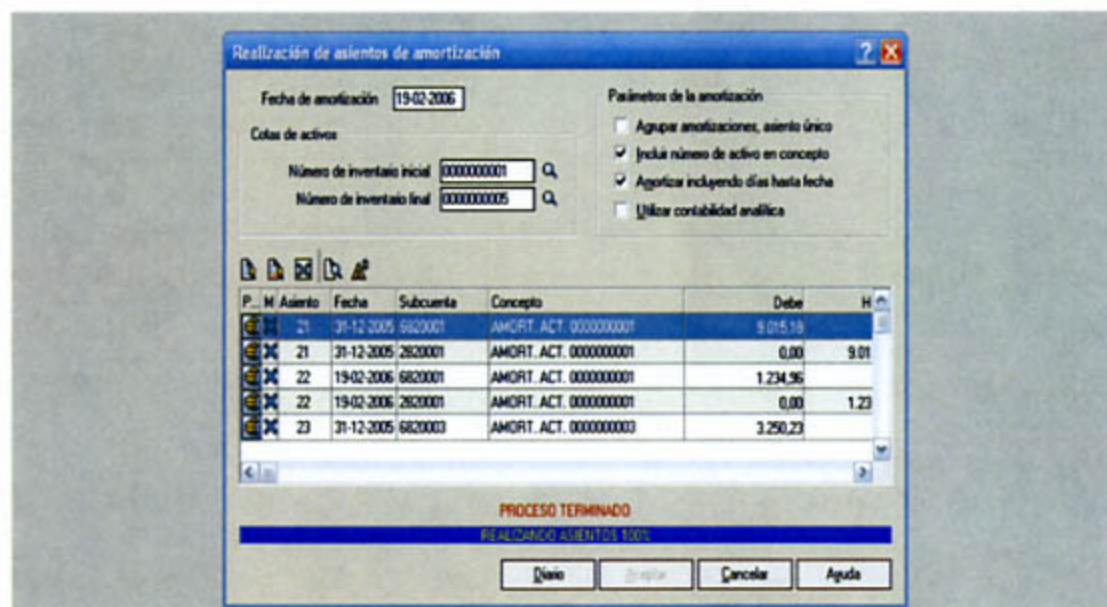 Realización de asientos de amortización
Fecha de amortización 19-02-2006
Cotas de activos
Número de inventario inicial 0000000001
Número de inventario final 0000000005
Parámetros de la amortización
Agrupar amortizaciones, asiento único
Incluir número de activo en concepto
Amortizar incluyendo días hasta fecha
Utilizar contabilidad analítica
P... M Asiento Fecha Subcuenta Concepto Debe H
21 31-12-2005 6820001 AMORT. ACT. 0000000001 9.015,18
21 31-12-2005 2820001 AMORT. ACT. 0000000001 0,00 9.01
22 19-02-2006 6820001 AMORT. ACT. 0000000001 1.234,96
22 19-02-2006 2820001 AMORT. ACT. 0000000001 0,00 1.23
23 31-12-2005 6820003 AMORT. ACT. 0000000003 3.250,23
PROCESO TERMINADO
REALIZANDO ASIENTOS 100%
Diario Aceptar Cancelar Ayuda